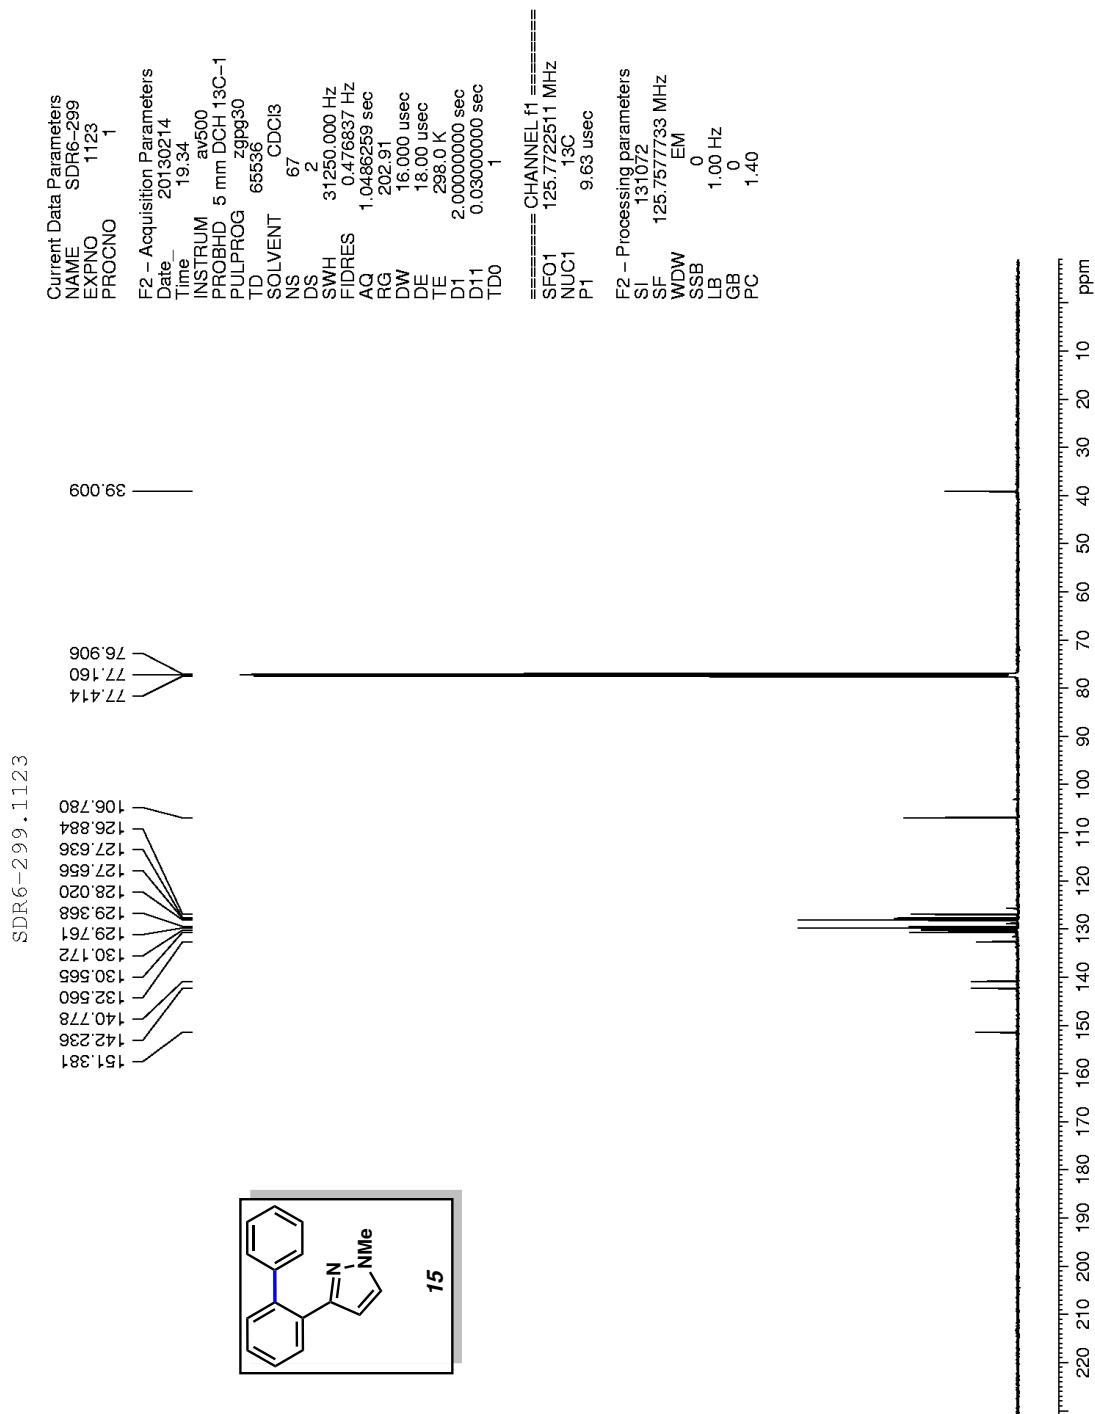 SDR6-299.1123
Current Data Parameters
NAME SDR6-299
EXPNO 1123
PROCNO 1
F2 - Acquisition Parameters
Date_ 20130214
Time 19.34
INSTRUM av500
PROBHD 5 mm DCH 13C-1
PULPROG zgpg30
TD 65536
SOLVENT CDCl3
NS 67
DS 2
SWH 31250.000 Hz
FIDRES 0.476837 Hz
AQ 1.0486259 sec
RG 202.91
DW 16.000 usec
DE 18.00 usec
TE 298.0 K
D1 2.00000000 sec
D11 0.03000000 sec
TD0 1
======== CHANNEL f1 ========
SFO1 125.7722511 MHz
NUC1 13C
P1 9.63 usec
F2 - Processing parameters
SI 131072
SF 125.7577733 MHz
WDW EM
SSB 0
LB 1.00 Hz
GB 0
PC 1.40
151.381
142.236
140.778
132.560
130.565
130.172
129.761
129.368
128.020
127.656
127.636
126.884
106.780
77.414
77.160
76.906
39.009
N
NMe
15
220 210 200 190 180 170 160 150 140 130 120 110 100 90 80 70 60 50 40 30 20 10 ppm